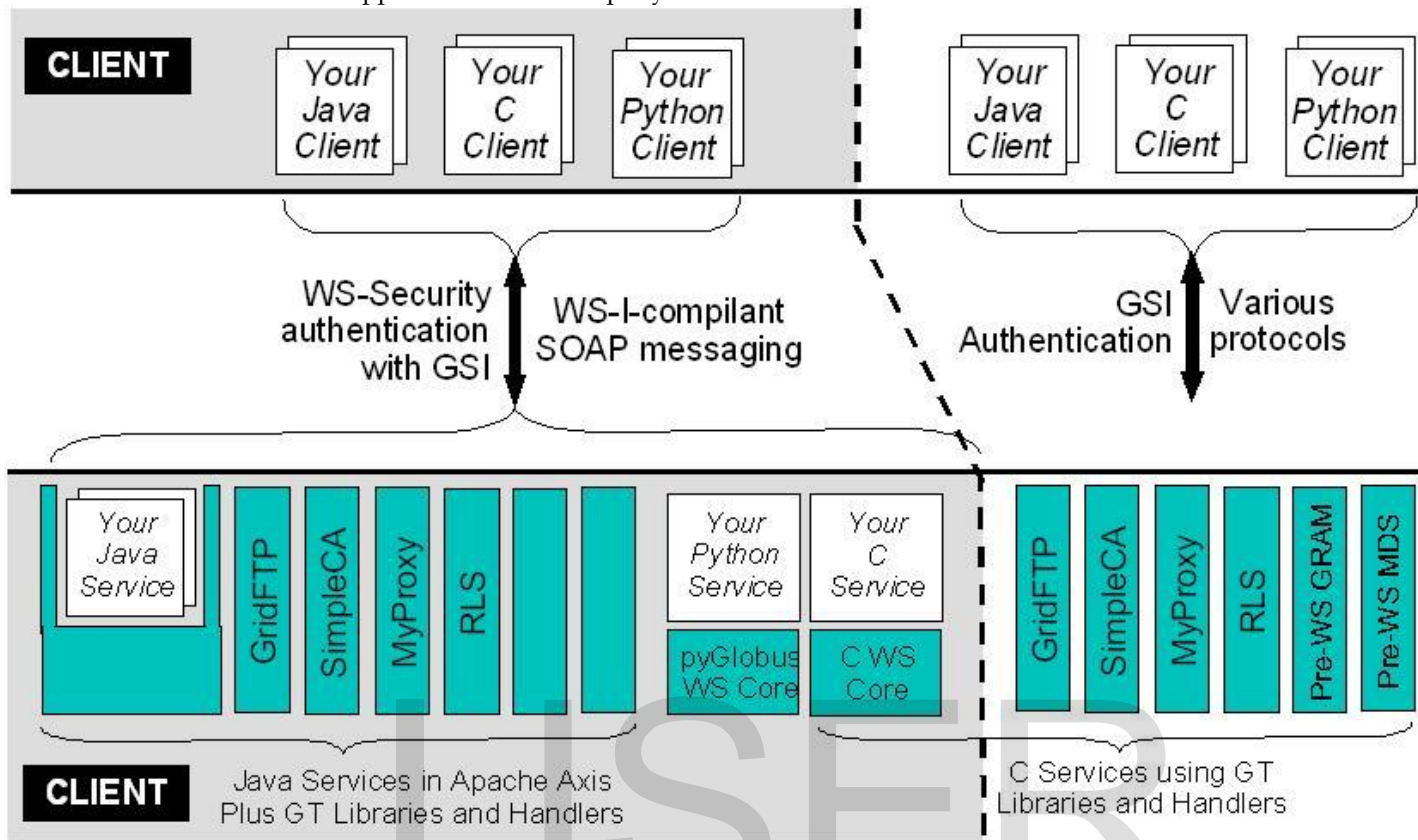 CLIENT
Your
Java
Client
Your
C
Client
Your
Python
Client
Your
Java
Client
Your
C
Client
Your
Python
Client
WS-Security
authentication
with GSI
WS-I-compilant
SOAP messaging
GSI
Authentication
Various
protocols
Your
Java
Service
GridFTP
SimpleCA
MyProxy
RLS
Your
Python
Service
pyGlobus
WS Core
Your
C
Service
C WS
Core
GridFTP
SimpleCA
MyProxy
RLS
Pre-WS GRAM
Pre-WS MDS
CLIENT
Java Services in Apache Axis
Plus GT Libraries and Handlers
C Services using GT
Libraries and Handlers